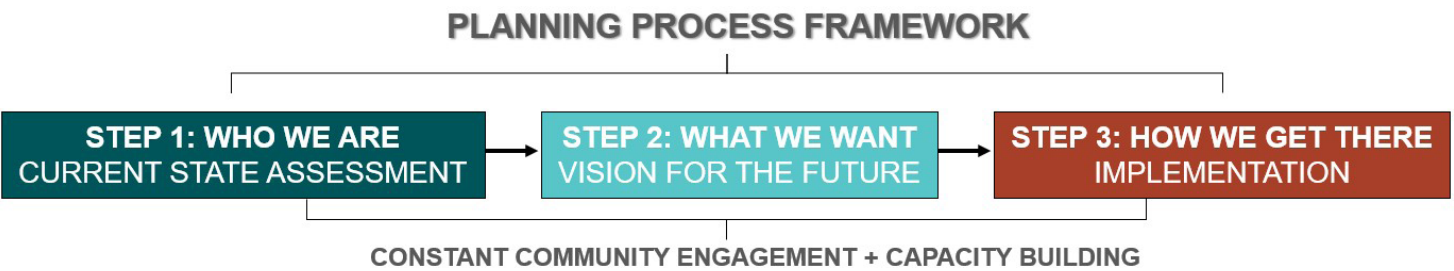 PLANNING PROCESS FRAMEWORK
STEP 1: WHO WE ARE
CURRENT STATE ASSESSMENT
STEP 2: WHAT WE WANT
VISION FOR THE FUTURE
STEP 3: HOW WE GET THERE
IMPLEMENTATION
CONSTANT COMMUNITY ENGAGEMENT + CAPACITY BUILDING